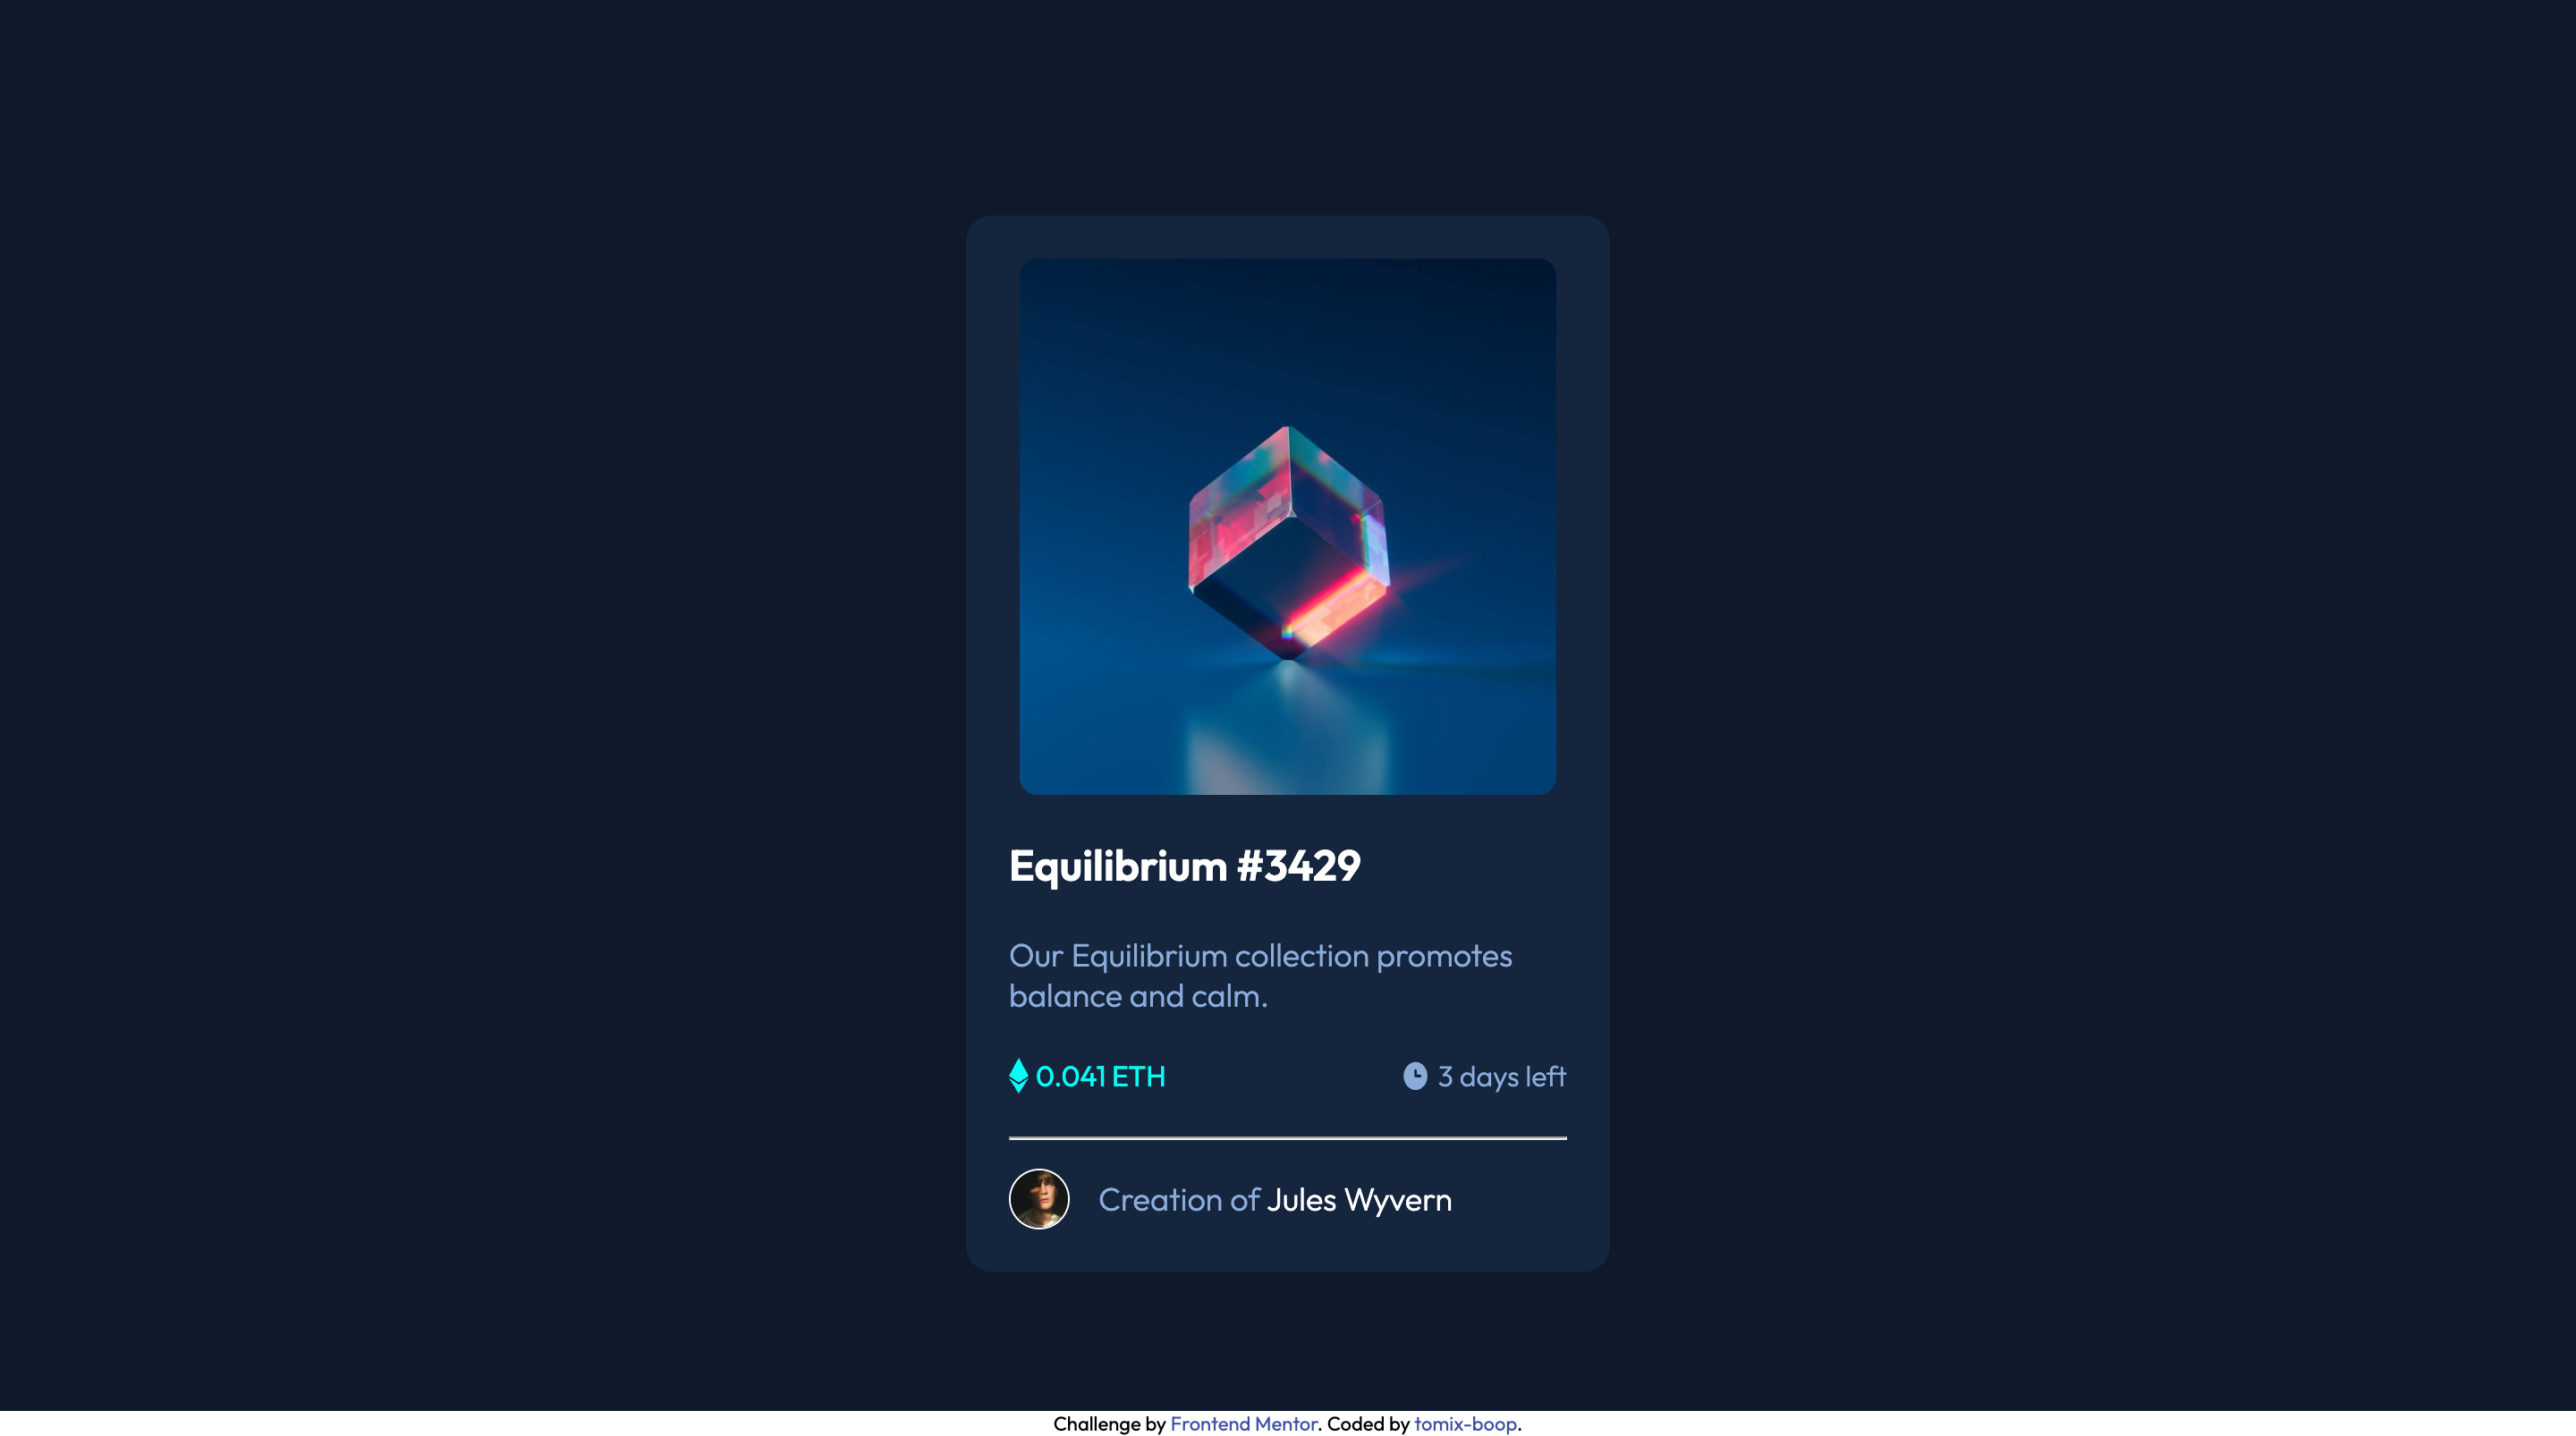 Equilibrium #3429
Our Equilibrium collection promotes
balance and calm.
0.041 ETH
3 days left
Creation of Jules Wyvern
Challenge by Frontend Mentor. Coded by tomix-boop.